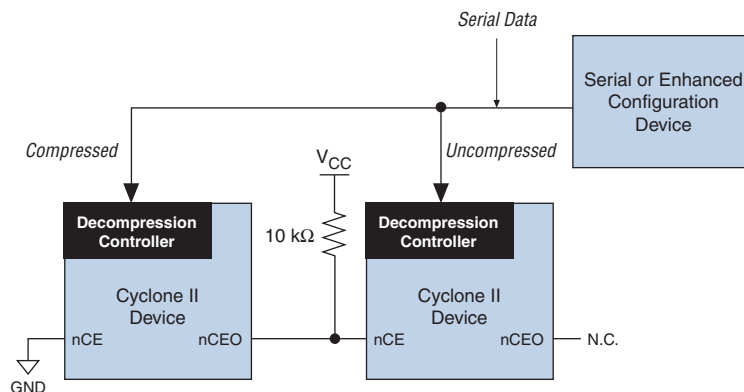 Serial Data
Serial or Enhanced
Configuration
Device
Compressed
Uncompressed
VCC
10 kΩ
Decompression
Controller
Decompression
Controller
Cyclone II
Device
Cyclone II
Device
nCE
nCEO
nCE
nCEO
N.C.
GND